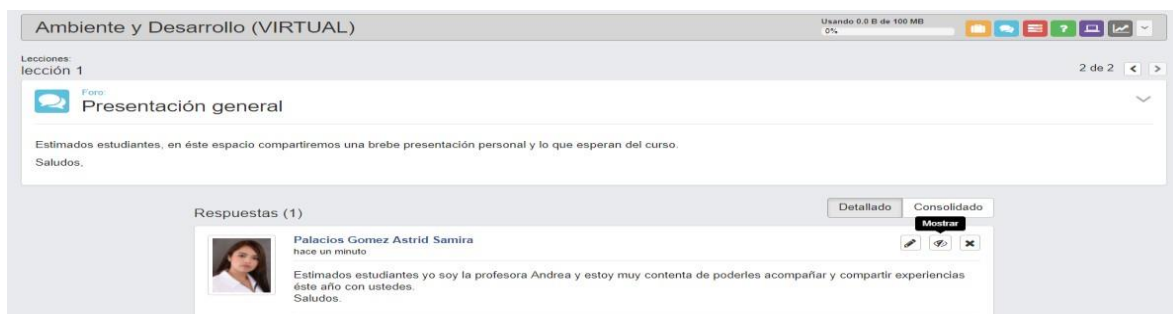 Ambiente y Desarrollo (VIRTUAL)
Usando 0.0 B de 100 MB
0%
Lecciones:
lección 1
2 de 2
Foro:
Presentación general
Estimados estudiantes, en éste espacio compartiremos una brebe presentación personal y lo que esperan del curso.
Saludos,
Respuestas (1)
Detallado
Consolidado
Mostrar
Palacios Gomez Astrid Samira
hace un minuto
Estimados estudiantes yo soy la profesora Andrea y estoy muy contenta de poderles acompañar y compartir experiencias
éste año con ustedes.
Saludos.